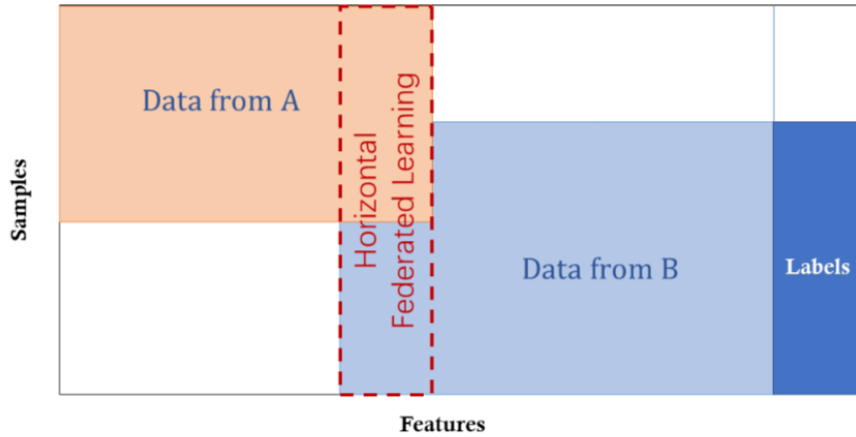 Data from A
Horizontal
Federated Learning
Samples
Data from B
Labels
Features